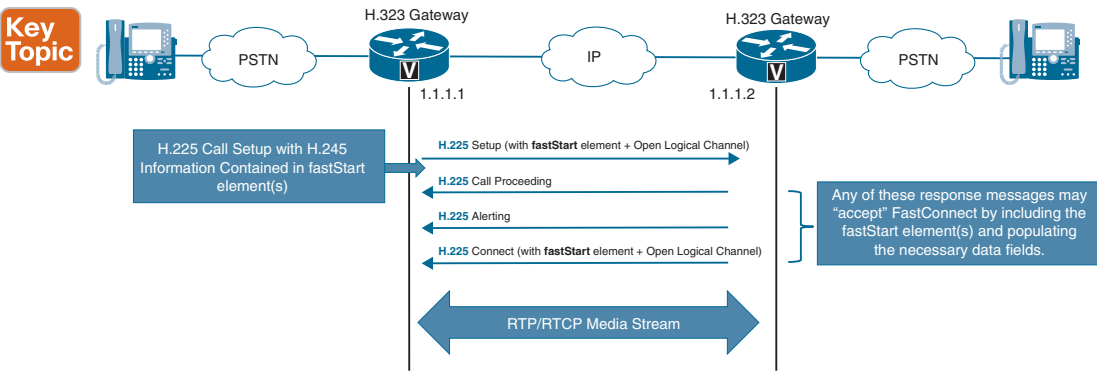 Key
Topic
H.323 Gateway
H.323 Gateway
PSTN
IP
PSTN
V
V
1.1.1.1
1.1.1.2
H.225 Call Setup with H.245
Information Contained in fastStart
element(s)
H.225 Setup (with fastStart element + Open Logical Channel)
H.225 Call Proceeding
H.225 Alerting
H.225 Connect (with fastStart element + Open Logical Channel)
Any of these response messages may
“accept” FastConnect by including the
fastStart element(s) and populating
the necessary data fields.
RTP/RTCP Media Stream